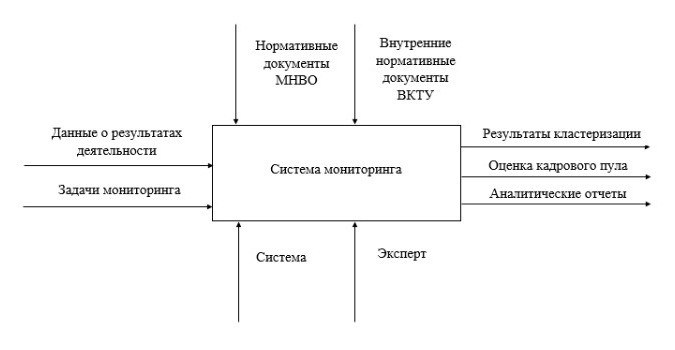 Нормативные
документы
МНВО
Внутренние
нормативные
документы
ВКТУ
Данные о результатах
деятельности
Задачи мониторинга
Система мониторинга
Результаты кластеризации
Оценка кадрового пула
Аналитические отчеты
Система
Эксперт